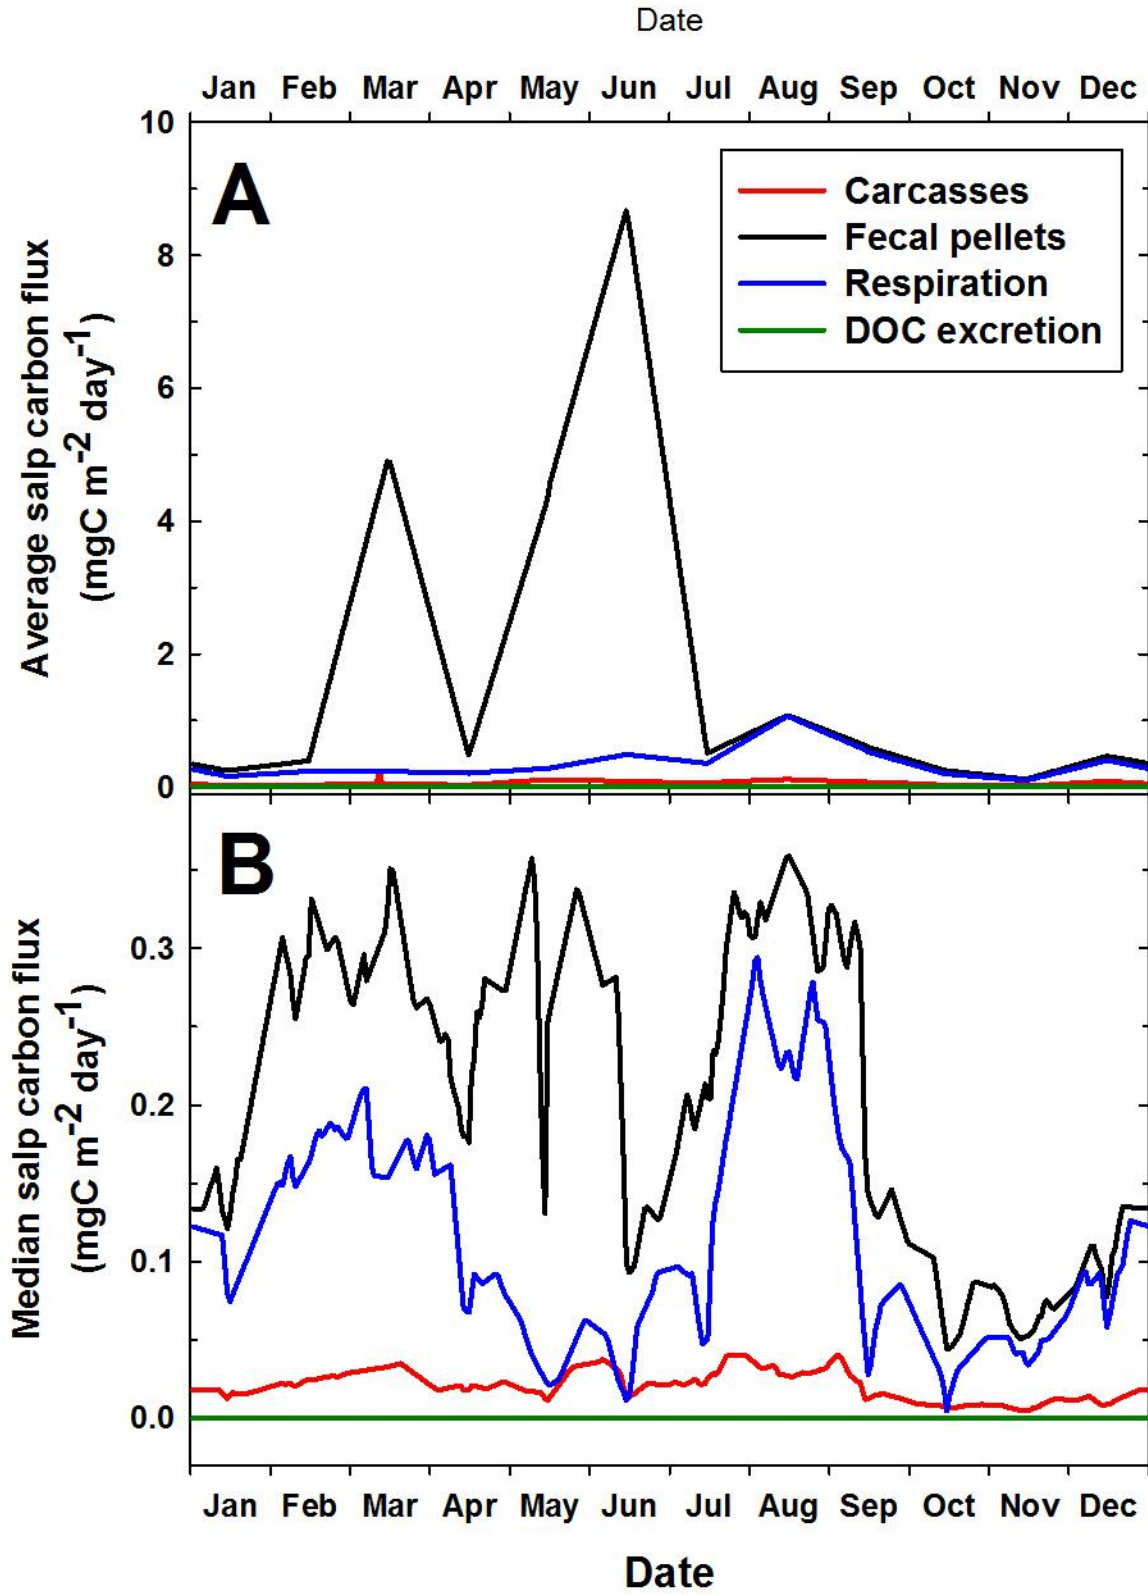 Date
Jan Feb Mar Apr May Jun Jul Aug Sep Oct Nov Dec
10
8
6
4
2
0
Average salp carbon flux
(mgC m-2 day-1)
A
Carcasses
Fecal pellets
Respiration
DOC excretion
B
0.3
0.2
0.1
0.0
Median salp carbon flux
(mgC m-2 day-1)
Jan Feb Mar Apr May Jun Jul Aug Sep Oct Nov Dec
Date